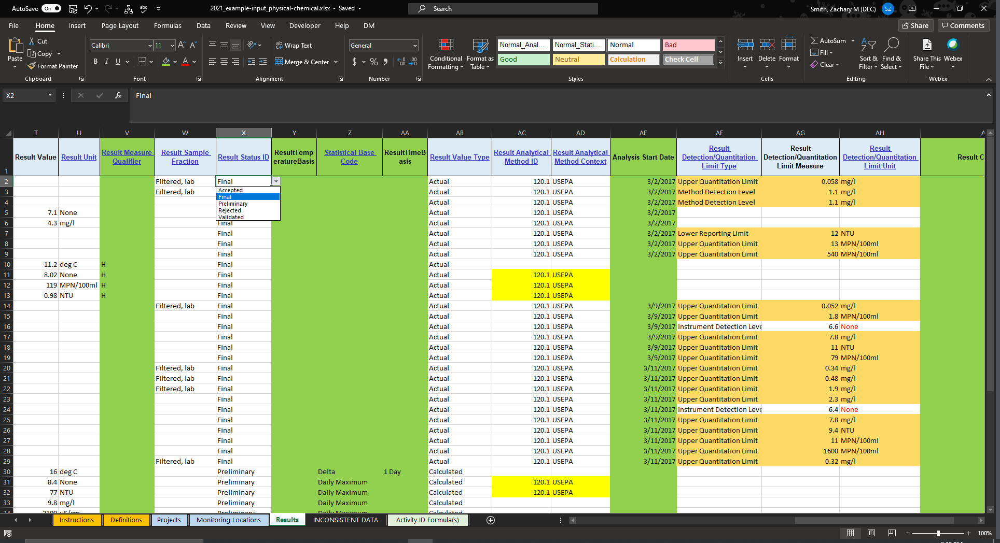 AutoSave On 2021_example-input_physical-chemical.xlsx - Saved Search Smith, Zachary M (DEC) SZ
File Home Insert Page Layout Formulas Data Review View Developer Help DM Share Comments
Paste Cut Copy Format Painter
Calibri 11
B I U
Wrap Text
Merge & Center
General
$ %
Conditional Formatting Format as Table
Normal_Anal... Normal_Stati... Normal Bad
Good Neutral Calculation Check Cell
Insert Delete Format
AutoSum
Fill
Clear
Sort & Filter Find & Select
Share This File Webex
Clipboard Font Alignment Number Styles Cells Editing Webex
X2 fx Final
T U V W X Y Z AA AB AC AD AE AF AG AH A
1 Result Value Result Unit Result Measure Qualifier Result Sample Fraction Result Status ID ResultTemperatureBasis Statistical Base Code ResultTimeBasis Result Value Type Result Analytical Method ID Result Analytical Method Context Analysis Start Date Result Detection/Quantitation Limit Type Result Detection/Quantitation Limit Measure Result Detection/Quantitation Limit Unit Result C
2 Filtered, lab Final Actual 120.1 USEPA 3/2/2017 Upper Quantitation Limit 0.058 mg/l
3 Filtered, lab Actual 120.1 USEPA 3/2/2017 Method Detection Level 1.1 mg/l
4 Actual 120.1 USEPA 3/2/2017 Method Detection Level 1.1 mg/l
5 7.1 None Actual 120.1 USEPA 3/2/2017
6 4.3 mg/l Final Actual 120.1 USEPA 3/2/2017
Accepted
Final
Preliminary
Rejected
Validated
7 Final Actual 120.1 USEPA 3/2/2017 Lower Reporting Limit 12 NTU
8 Final Actual 120.1 USEPA 3/2/2017 Upper Quantitation Limit 13 MPN/100ml
9 Final Actual 120.1 USEPA 3/2/2017 Upper Quantitation Limit 540 MPN/100ml
10 11.2 deg C H Final Actual
11 8.02 None H Final Actual 120.1 USEPA
12 119 MPN/100ml H Final Actual 120.1 USEPA
13 0.98 NTU H Final Actual 120.1 USEPA
14 Filtered, lab Final Actual 120.1 USEPA 3/9/2017 Upper Quantitation Limit 0.052 mg/l
15 Final Actual 120.1 USEPA 3/9/2017 Upper Quantitation Limit 1.8 MPN/100ml
16 Final Actual 120.1 USEPA 3/9/2017 Instrument Detection Leve 6.6 None
17 Final Actual 120.1 USEPA 3/9/2017 Upper Quantitation Limit 7.8 mg/l
18 Final Actual 120.1 USEPA 3/9/2017 Upper Quantitation Limit 11 NTU
19 Final Actual 120.1 USEPA 3/9/2017 Upper Quantitation Limit 79 MPN/100ml
20 Filtered, lab Final Actual 120.1 USEPA 3/11/2017 Upper Quantitation Limit 0.34 mg/l
21 Filtered, lab Final Actual 120.1 USEPA 3/11/2017 Upper Quantitation Limit 0.48 mg/l
22 Filtered, lab Final Actual 120.1 USEPA 3/11/2017 Upper Quantitation Limit 1.9 mg/l
23 Final Actual 120.1 USEPA 3/11/2017 Upper Quantitation Limit 2.3 mg/l
24 Final Actual 120.1 USEPA 3/11/2017 Instrument Detection Leve 6.4 None
25 Final Actual 120.1 USEPA 3/11/2017 Upper Quantitation Limit 7.8 mg/l
26 Final Actual 120.1 USEPA 3/11/2017 Upper Quantitation Limit 9.4 NTU
27 Final Actual 120.1 USEPA 3/11/2017 Upper Quantitation Limit 11 MPN/100ml
28 Final Actual 120.1 USEPA 3/11/2017 Upper Quantitation Limit 1600 MPN/100ml
29 Filtered, lab Final Actual 120.1 USEPA 3/11/2017 Upper Quantitation Limit 0.32 mg/l
30 16 deg C Preliminary Delta 1 Day Calculated
31 8.4 None Preliminary Daily Maximum Calculated 120.1 USEPA
32 77 NTU Preliminary Daily Maximum Calculated 120.1 USEPA
33 9.8 mg/l Preliminary Daily Maximum Calculated
Instructions Definitions Projects Monitoring Locations Results INCONSISTENT DATA Activity ID Formula(s)
100%